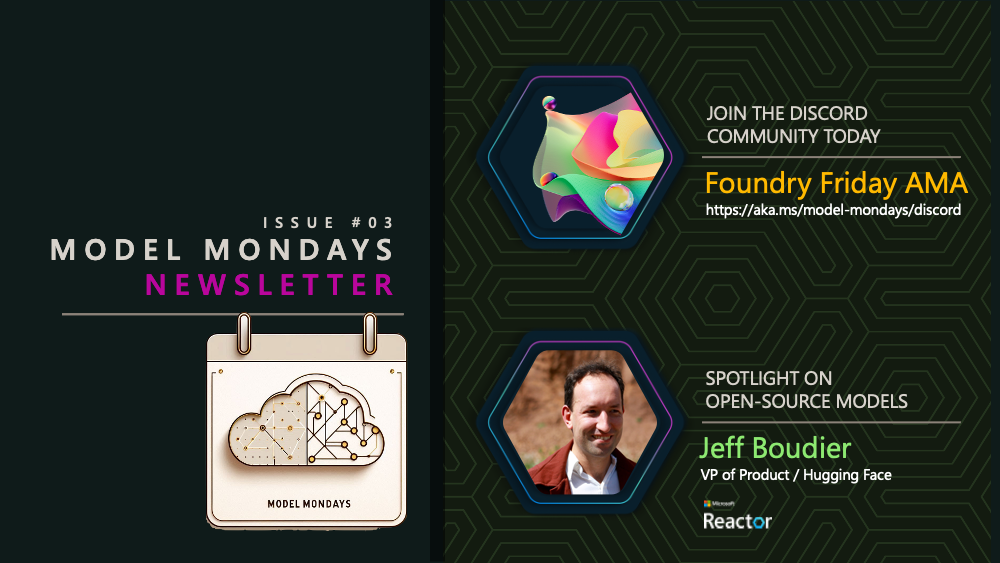 ISSUE #03
MODEL MONDAYS
NEWSLETTER
MODEL MONDAYS
JOIN THE DISCORD
COMMUNITY TODAY
Foundry Friday AMA
https://aka.ms/model-mondays/discord
SPOTLIGHT ON
OPEN-SOURCE MODELS
Jeff Boudier
VP of Product / Hugging Face
Microsoft
Reactor